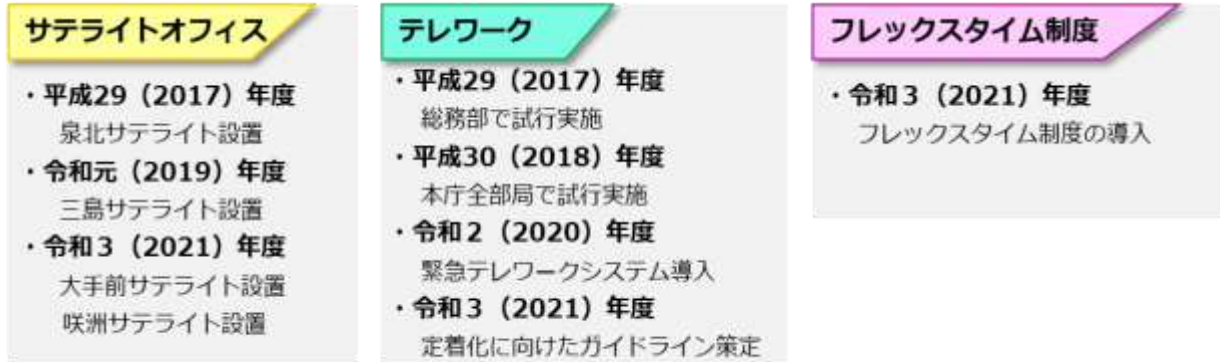 サテライトオフィス
・平成29（2017）年度
泉北サテライト設置
・令和元（2019）年度
三島サテライト設置
・令和３（2021）年度
大手前サテライト設置
咲洲サテライト設置
テレワーク
・平成29（2017）年度
総務部で試行実施
・平成30（2018）年度
本庁全部局で試行実施
・令和２（2020）年度
緊急テレワークシステム導入
・令和３（2021）年度
定着化に向けたガイドライン策定
フレックスタイム制度
・令和３（2021）年度
フレックスタイム制度の導入